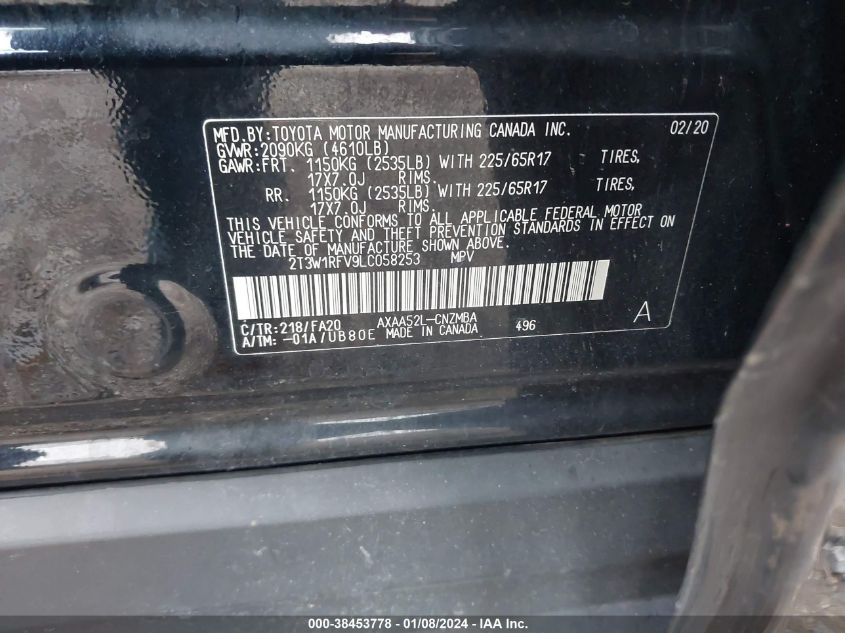 MFD.BY:TOYOTA MOTOR MANUFACTURING CANADA INC. 02/20
GVWR:2090KG (4610LB)
GAWR:FRT. 1150KG (2535LB) WITH 225/65R17 TIRES,
17X7.0J RIMS.
RR. 1150KG (2535LB) WITH 225/65R17 TIRES,
17X7.0J RIMS.
THIS VEHICLE CONFORMS TO ALL APPLICABLE FEDERAL MOTOR
VEHICLE SAFETY AND THEFT PREVENTION STANDARDS IN EFFECT ON
THE DATE OF MANUFACTURE SHOWN ABOVE.
2T3W1RFV9LC058253 MPV
C/TR:218/FA20 AXAA52L-CNZMBA 496 A
A/TM: -01A/UB80E MADE IN CANADA
000-38453778 - 01/08/2024 - IAA Inc.